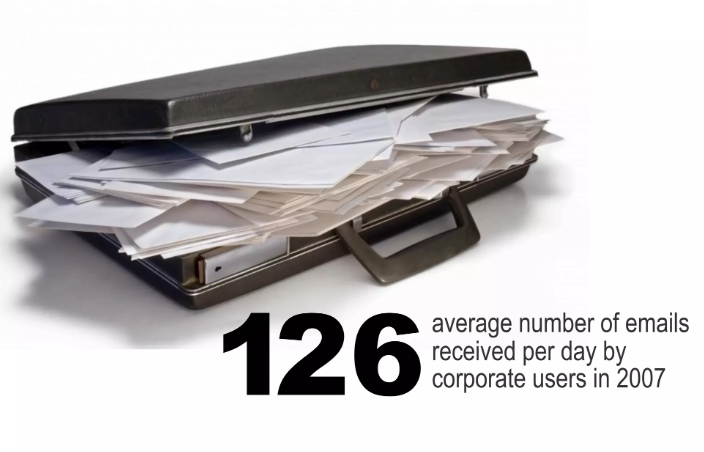 126
average number of emails
received per day by
corporate users in 2007